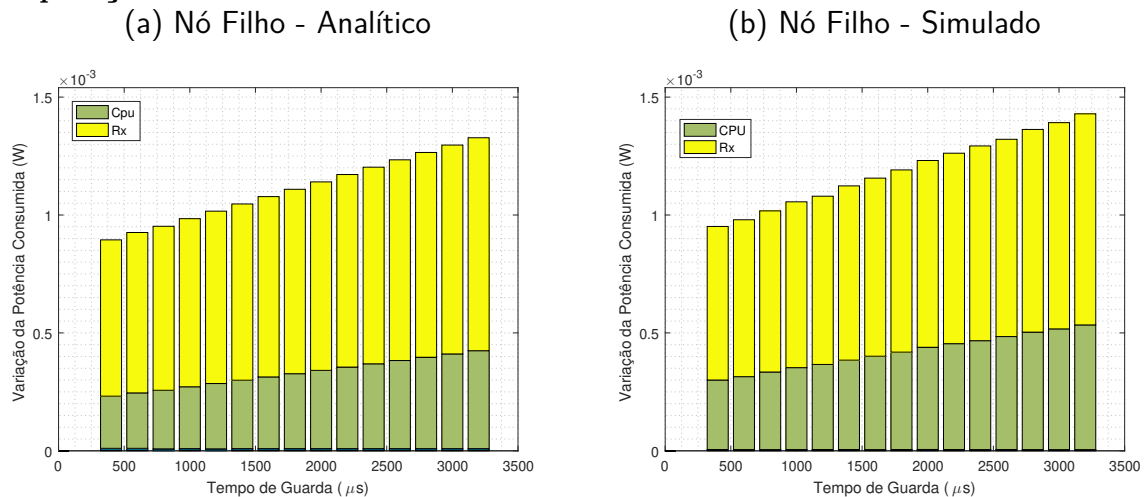 (a) Nó Filho - Analítico
×10⁻³
1.5
1
0.5
0
Cpu
Rx
Variação da Potência Consumida (W)
0 500 1000 1500 2000 2500 3000 3500
Tempo de Guarda ( μs)
(b) Nó Filho - Simulado
×10⁻³
1.5
1
0.5
0
CPU
Rx
Variação da Potência Consumida (W)
0 500 1000 1500 2000 2500 3000 3500
Tempo de Guarda ( μs)